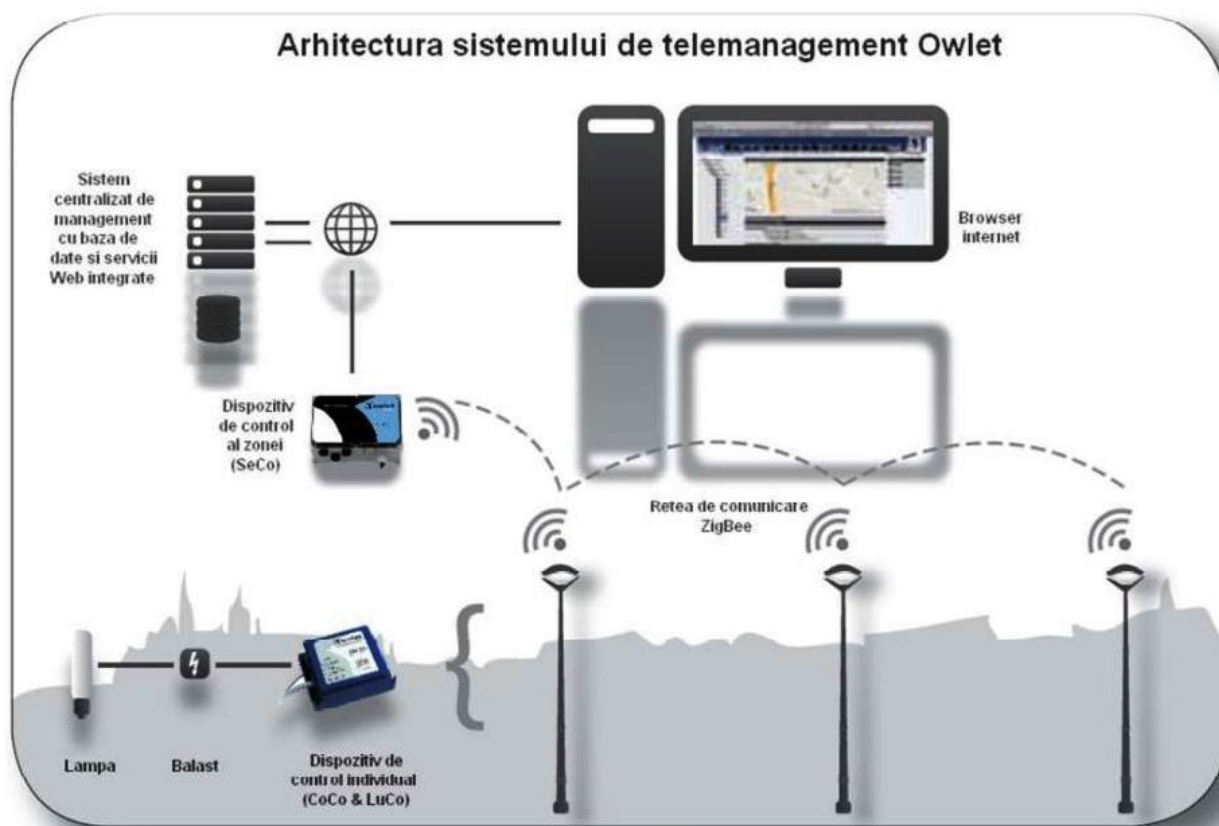 Arhitectura sistemului de telemanagement Owlet
Sistem
centralizat de
management
cu baza de
date si servicii
Web integrate
Browser
internet
Dispozitiv
de control
al zonei
(SeCo)
Retea de comunicare
ZigBee
Lampa
Balast
Dispozitiv de
control individual
(CoCo & LuCo)